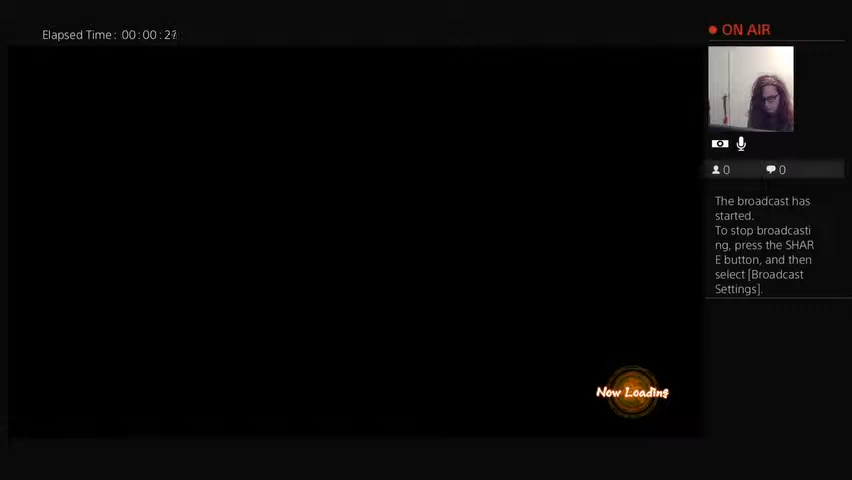 Elapsed Time: 00:00:2
ON AIR
0 0
The broadcast has
started.
To stop broadcasti
ng, press the SHAR
E button, and then
select [Broadcast
Settings].
Now Loading